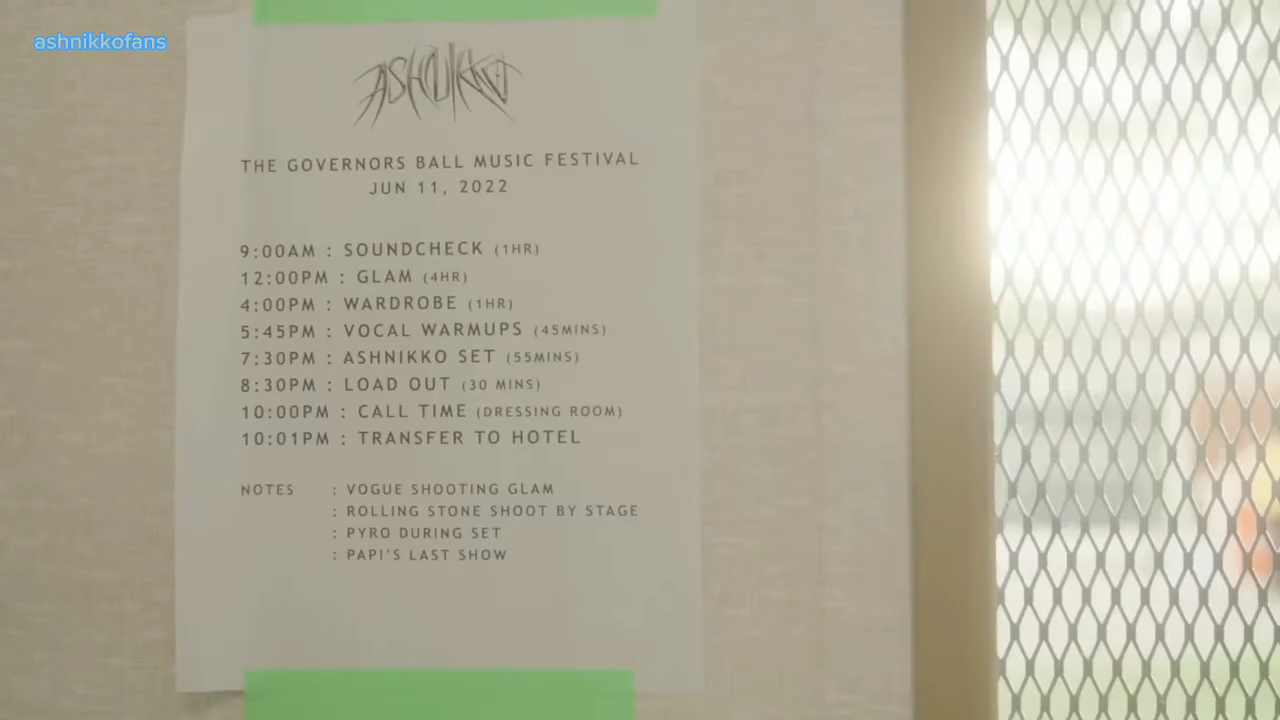 ashnikkofans
ASHNIKKO
THE GOVERNORS BALL MUSIC FESTIVAL
JUN 11, 2022
9:00AM : SOUNDCHECK (1HR)
12:00PM : GLAM (4HR)
4:00PM : WARDROBE (1HR)
5:45PM : VOCAL WARMUPS (45MINS)
7:30PM : ASHNIKKO SET (55MINS)
8:30PM : LOAD OUT (30 MINS)
10:00PM : CALL TIME (DRESSING ROOM)
10:01PM : TRANSFER TO HOTEL
NOTES : VOGUE SHOOTING GLAM
: ROLLING STONE SHOOT BY STAGE
: PYRO DURING SET
: PAPI'S LAST SHOW